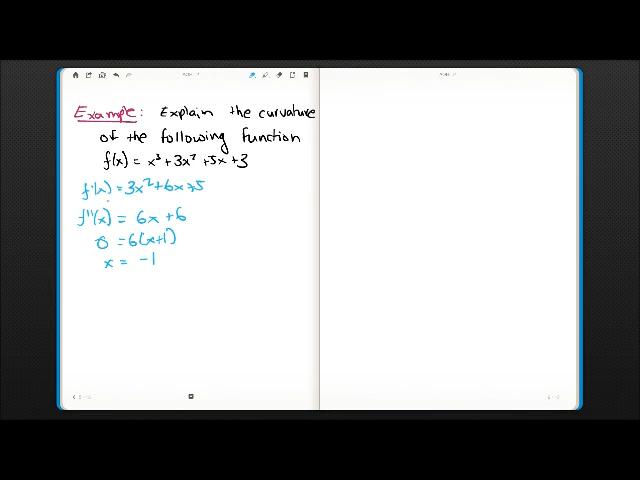 Example: Explain the curvature
of the following function
f(x) = x³ + 3x² + 5x + 3
f'(x) = 3x² + 6x + 5
f''(x) = 6x + 6
0 = 6(x+1)
x = -1